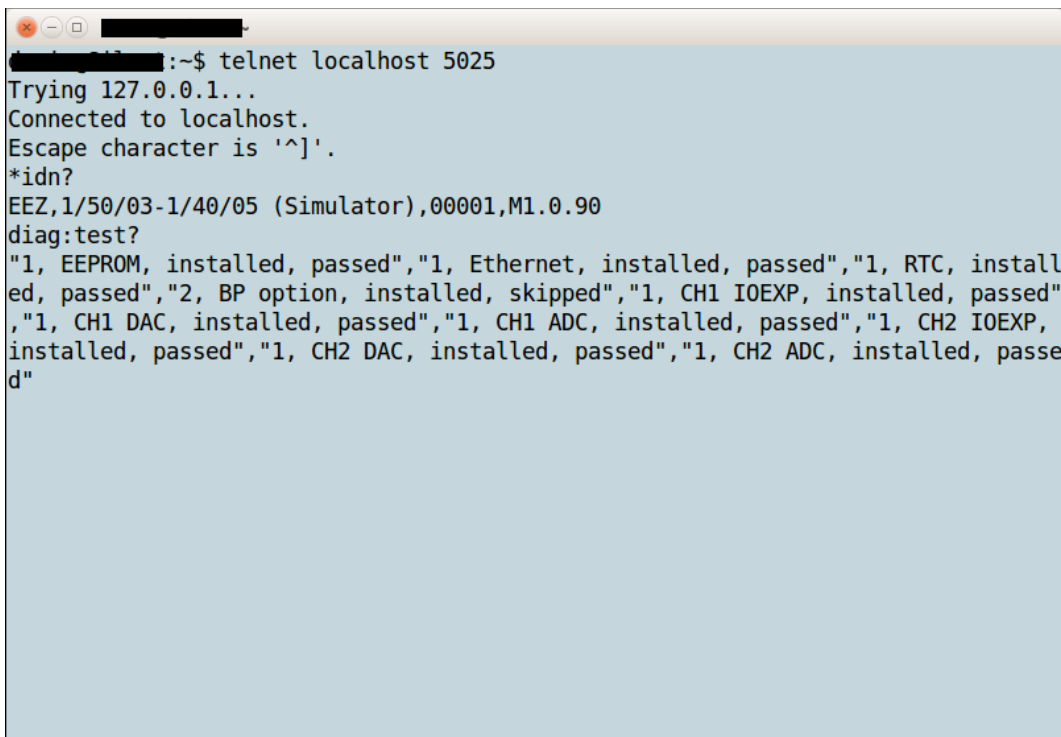 :~$ telnet localhost 5025
Trying 127.0.0.1...
Connected to localhost.
Escape character is '^]'.
*idn?
EEZ,1/50/03-1/40/05 (Simulator),00001,M1.0.90
diag:test?
"1, EEPROM, installed, passed","1, Ethernet, installed, passed","1, RTC, install
ed, passed","2, BP option, installed, skipped","1, CH1 IOEXP, installed, passed"
,"1, CH1 DAC, installed, passed","1, CH1 ADC, installed, passed","1, CH2 IOEXP,
installed, passed","1, CH2 DAC, installed, passed","1, CH2 ADC, installed, passe
d"